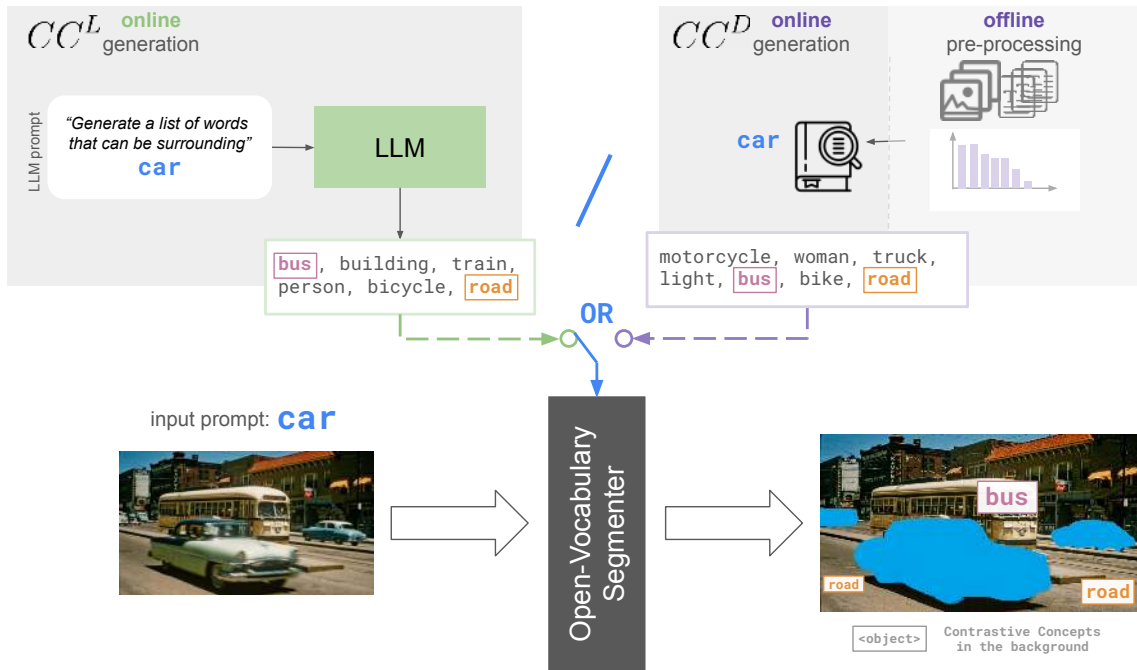 CC^L online
generation
LLM prompt
“Generate a list of words
that can be surrounding”
car
LLM
bus, building, train,
person, bicycle, road
CC^D online
generation
offline
pre-processing
car
motorcycle, woman, truck,
light, bus, bike, road
OR
input prompt: car
Open-Vocabulary
Segmenter
bus
road
road
<object>
Contrastive Concepts
in the background